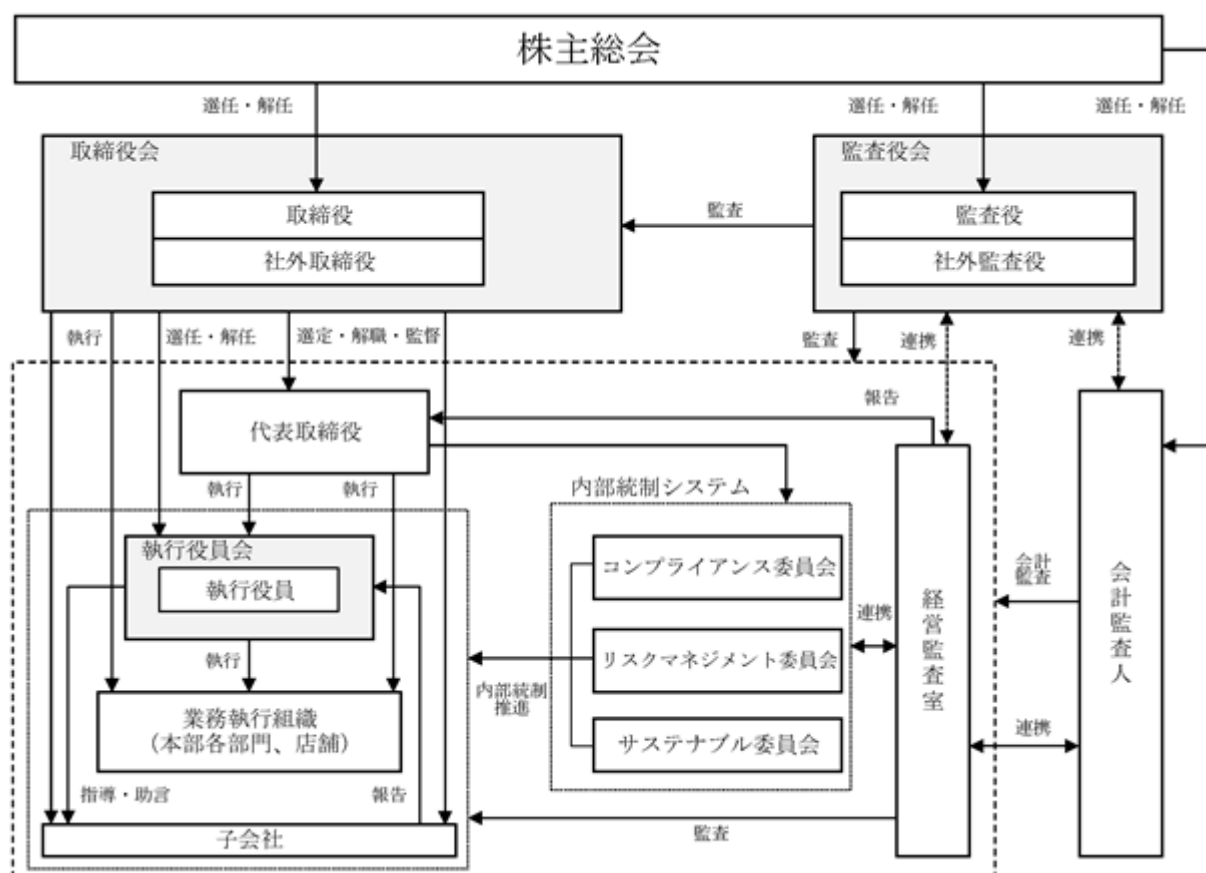 株主総会
選任・解任
選任・解任
選任・解任
取締役会
監査役会
取締役
社外取締役
監査
監査役
社外監査役
執行
選任・解任
選定・解職・監督
監査
連携
連携
報告
代表取締役
執行
執行
内部統制システム
執行役員会
執行役員
コンプライアンス委員会
リスクマネジメント委員会
サステナブル委員会
連携
経営監査室
会計
監査
会計監査人
執行
内部統制
推進
業務執行組織
(本部各部門、店舗)
連携
指導・助言
報告
監査
子会社